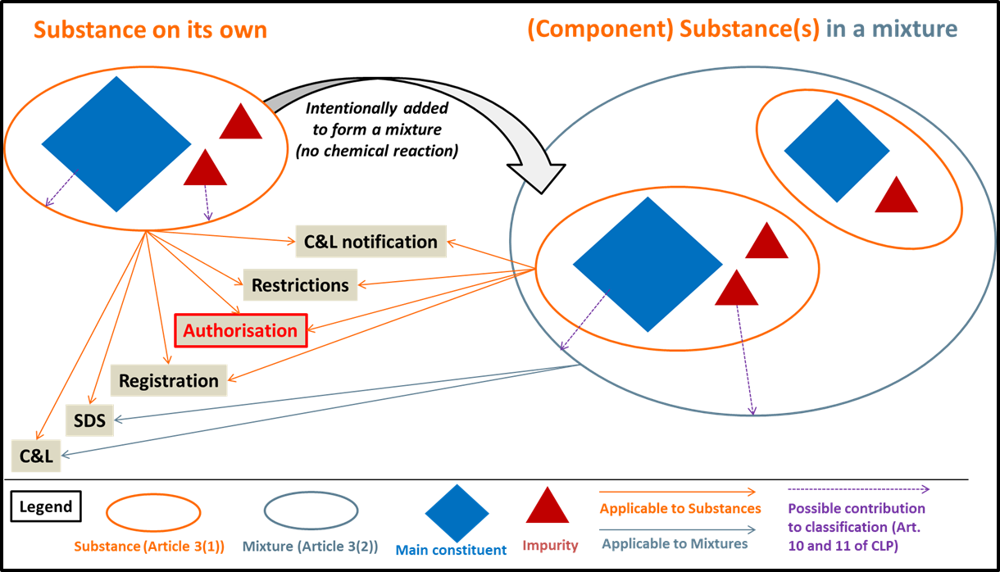 Substance on its own
(Component) Substance(s) in a mixture
Intentionally added
to form a mixture
(no chemical reaction)
C&L notification
Restrictions
Authorisation
Registration
SDS
C&L
Legend
Substance (Article 3(1))
Mixture (Article 3(2))
Main constituent
Impurity
Applicable to Substances
Applicable to Mixtures
Possible contribution
to classification (Art.
10 and 11 of CLP)